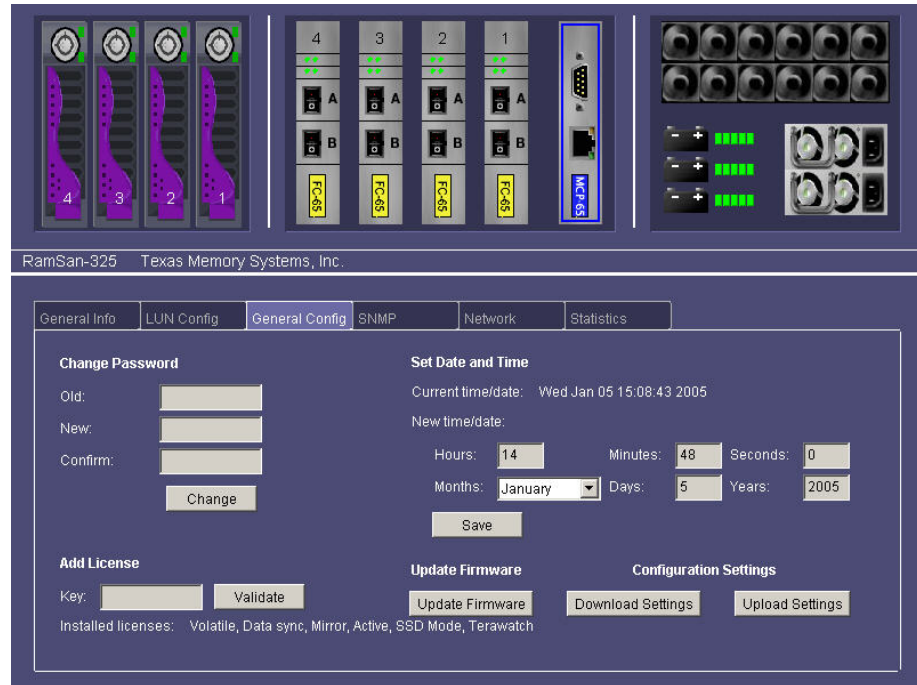 4 3 2 1
A A A A
B B B B
FC-65 FC-65 FC-65 FC-65 MCP-65
4 3 2 1
RamSan-325 Texas Memory Systems, Inc.
General Info LUN Config General Config SNMP Network Statistics
Change Password
Old:
New:
Confirm:
Change
Set Date and Time
Current time/date: Wed Jan 05 15:08:43 2005
New time/date:
Hours: 14 Minutes: 48 Seconds: 0
Months: January Days: 5 Years: 2005
Save
Add License
Key: Validate
Installed licenses: Volatile, Data sync, Mirror, Active, SSD Mode, Terawatch
Update Firmware
Update Firmware
Configuration Settings
Download Settings Upload Settings